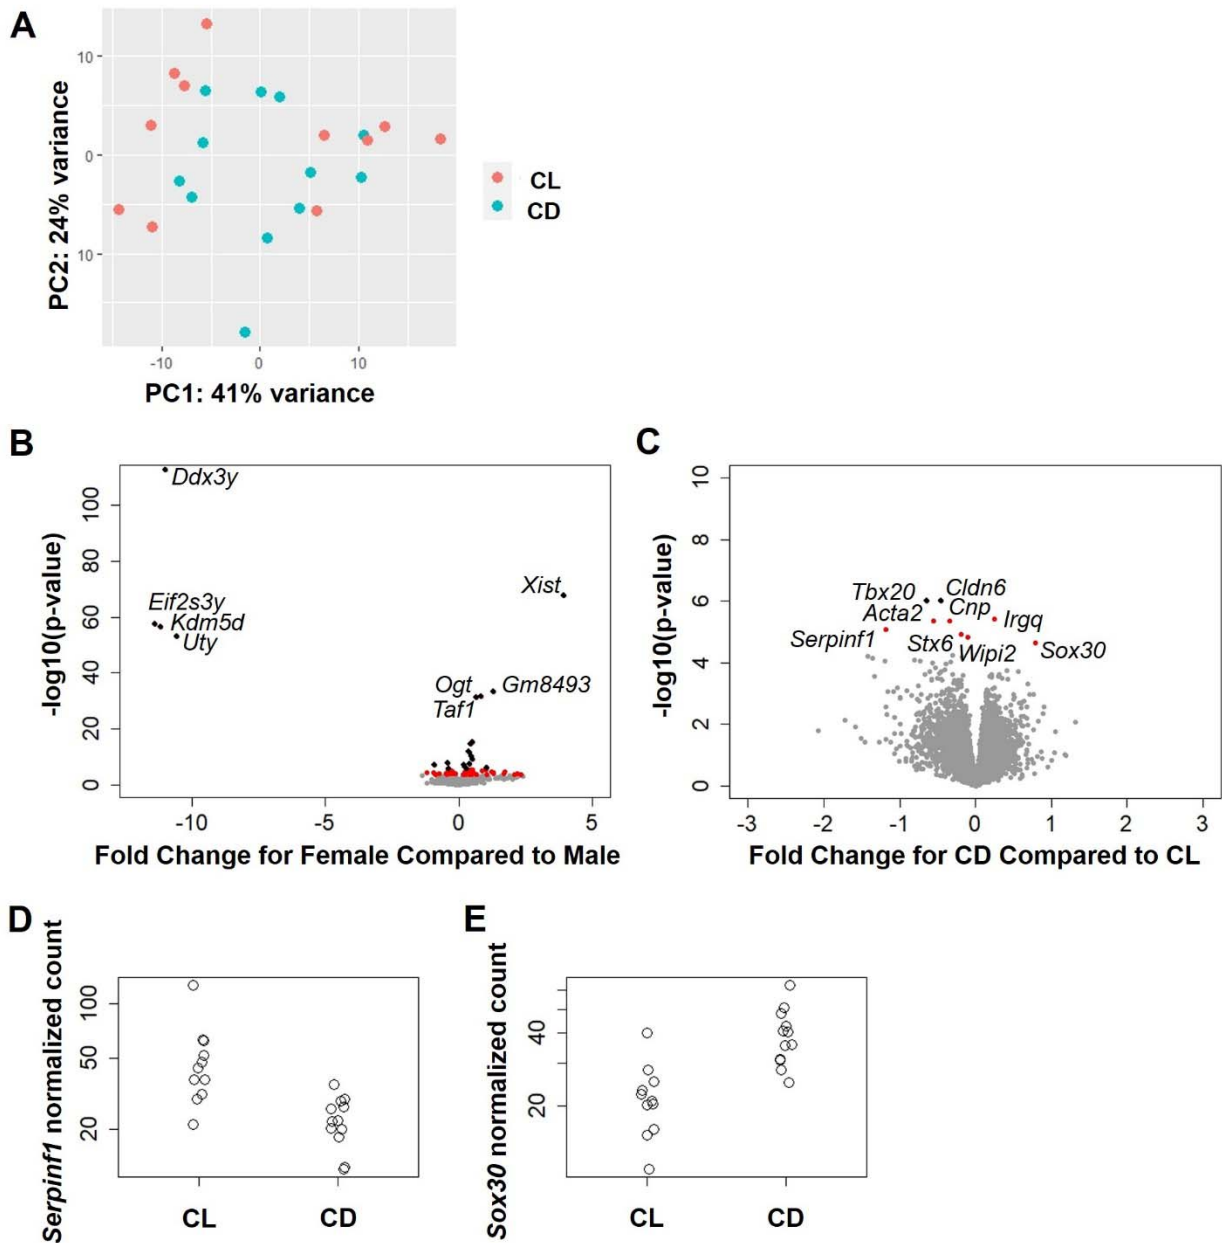 A
10
0
10
PC2: 24% variance
-10
0
10
PC1: 41% variance
CL
CD
B
-log10(p-value)
100
80
60
40
20
0
Ddx3y
Xist
Eif2s3y
Kdm5d
Uty
Ogt
Gm8493
Taf1
-10
-5
0
5
Fold Change for Female Compared to Male
C
-log10(p-value)
10
8
6
4
2
0
Tbx20
Cldn6
Acta2
Cnp
Irgq
Serpinf1
Stx6
Wipi2
Sox30
-3
-2
-1
0
1
2
3
Fold Change for CD Compared to CL
D
Serpinf1 normalized count
100
50
20
CL
CD
E
Sox30 normalized count
40
20
CL
CD